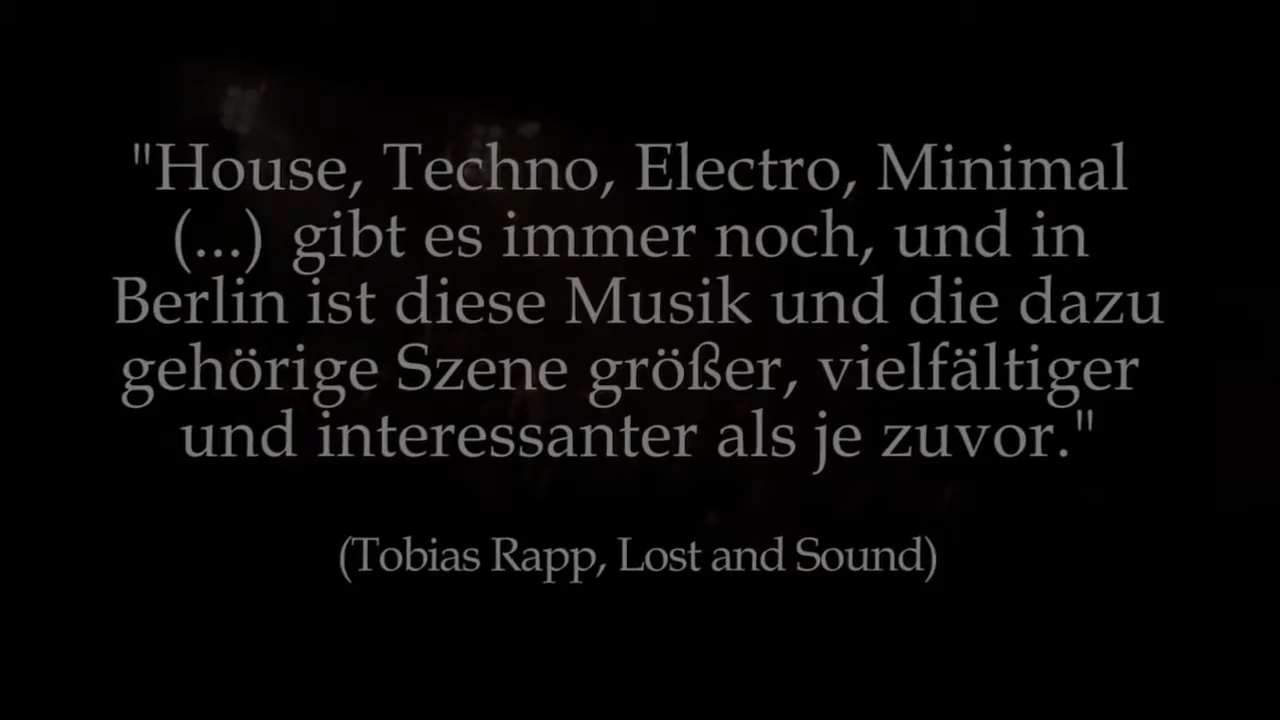 "House, Techno, Electro, Minimal
(...) gibt es immer noch, und in
Berlin ist diese Musik und die dazu
gehörige Szene größer, vielfältiger
und interessanter als je zuvor."
(Tobias Rapp, Lost and Sound)